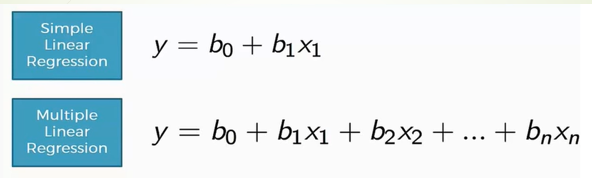 Simple
Linear
Regression
y = b₀ + b₁x₁
Multiple
Linear
Regression
y = b₀ + b₁x₁ + b₂x₂ + ... + bₙxₙ